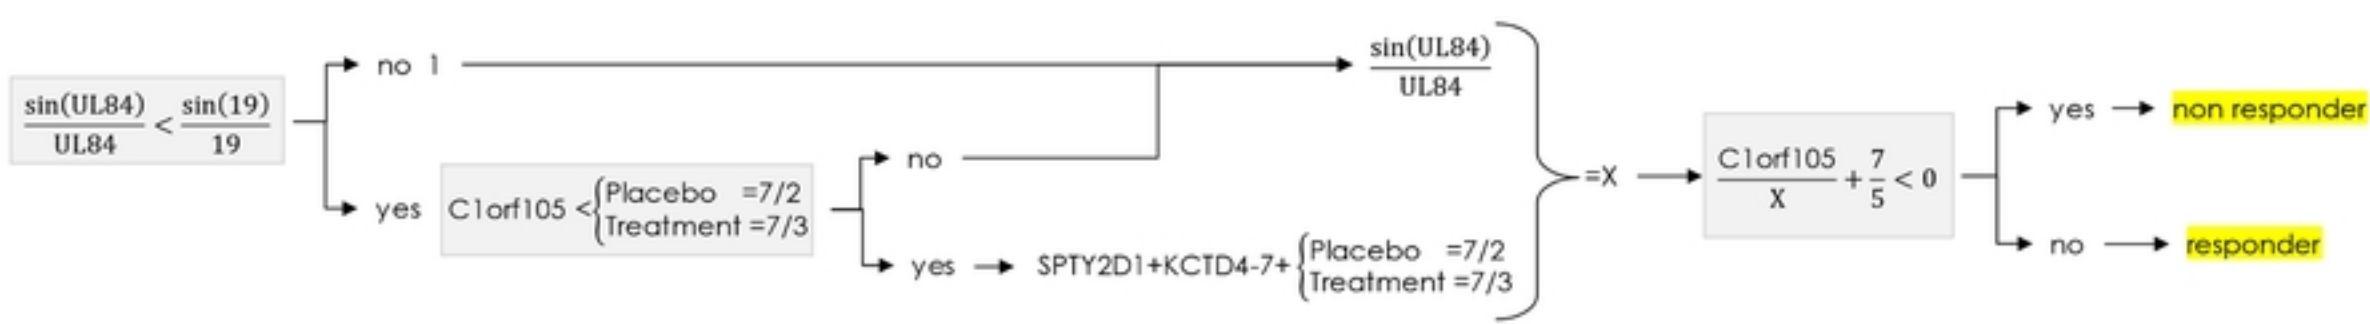 sin(UL84)/UL84 < sin(19)/19
no 1
yes
C1orf105 < {Placebo =7/2
Treatment =7/3
no
yes
SPTY2D1+KCTD4-7+ {Placebo =7/2
Treatment =7/3
sin(UL84)/UL84
=X
C1orf105/X + 7/5 < 0
yes
non responder
no
responder